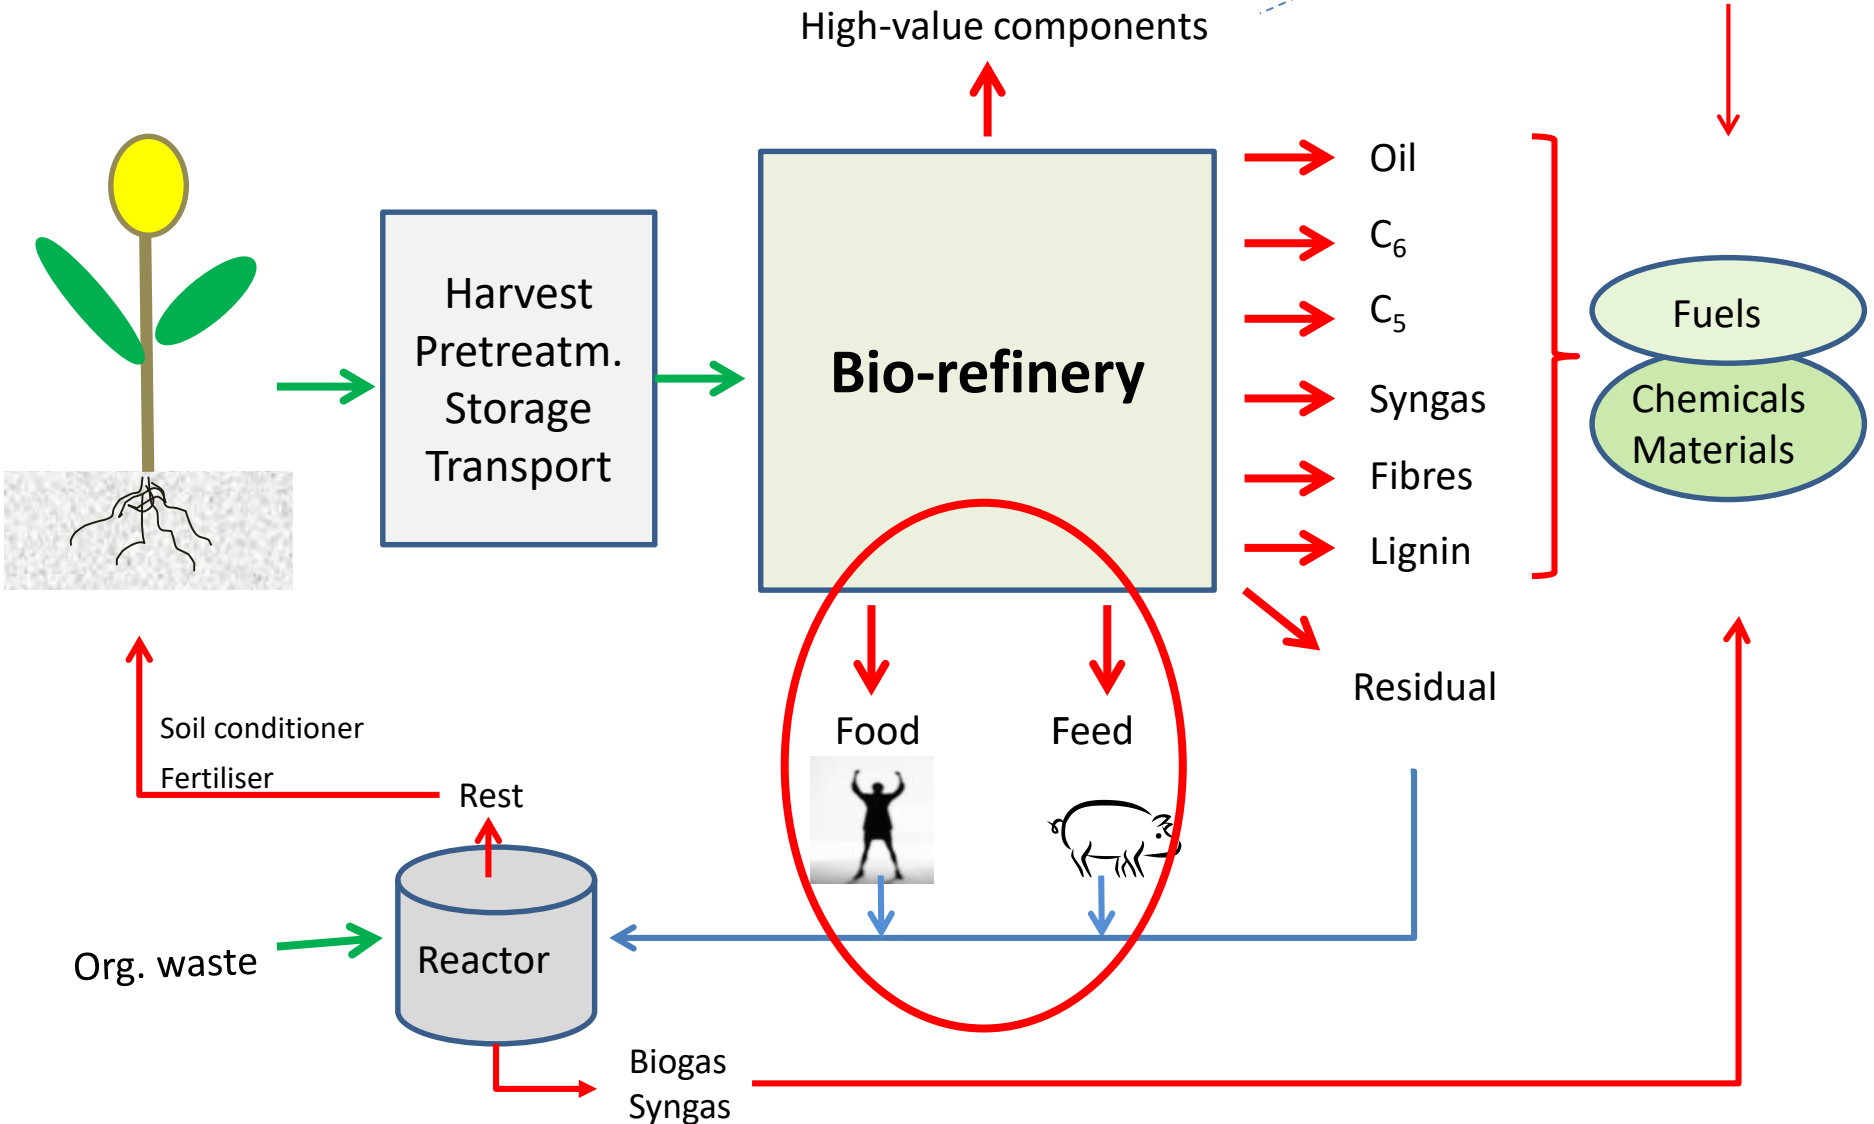 High-value components
Oil
C₆
C₅
Syngas
Fibres
Lignin
Fuels
Chemicals
Materials
Harvest
Pretreatm.
Storage
Transport
Bio-refinery
Residual
Food
Feed
Soil conditioner
Fertiliser
Rest
Reactor
Org. waste
Biogas
Syngas